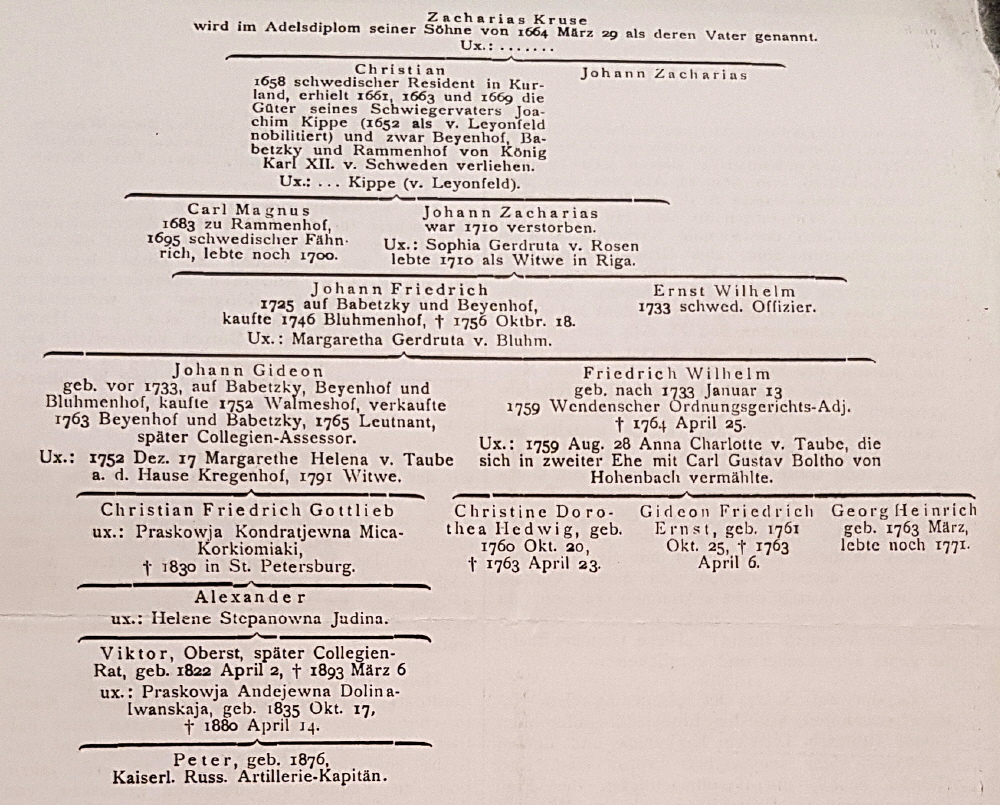 Zacharias Kruse
wird im Adelsdiplom seiner Söhne von 1664 März 29 als deren Vater genannt.
Ux.: .......
Christian
1658 schwedischer Resident in Kur-
land, erhielt 1661, 1663 und 1669 die
Güter seines Schwiegervaters Joa-
chim Kippe (1652 als v. Leyonfeld
nobilitiert) und zwar Beyenhof, Ba-
betzky und Rammenhof von König
Karl XII. v. Schweden verliehen.
Ux.: ... Kippe (v. Leyonfeld).
Johann Zacharias
Carl Magnus
1683 zu Rammenhof,
1695 schwedischer Fähn-
rich, lebte noch 1700.
Johann Zacharias
war 1710 verstorben.
Ux.: Sophia Gerdruta v. Rosen
lebte 1710 als Witwe in Riga.
Johann Friedrich
1725 auf Babetzky und Beyenhof,
kaufte 1746 Bluhmenhof, † 1756 Oktbr. 18.
Ux.: Margaretha Gerdruta v. Bluhm.
Ernst Wilhelm
1733 schwed. Offizier.
Johann Gideon
geb. vor 1733, auf Babetzky, Beyenhof und
Bluhmenhof, kaufte 1752 Walmeshof, verkaufte
1763 Beyenhof und Babetzky, 1765 Leutnant,
später Collegien-Assessor.
Ux.: 1752 Dez. 17 Margarethe Helena v. Taube
a. d. Hause Kregenhof, 1791 Witwe.
Friedrich Wilhelm
geb. nach 1733 Januar 13
1759 Wendenscher Ordnungsgerichts-Adj.
† 1764 April 25.
Ux.: 1759 Aug. 28 Anna Charlotte v. Taube, die
sich in zweiter Ehe mit Carl Gustav Boltho von
Hohenbach vermählte.
Christian Friedrich Gottlieb
ux.: Praskowja Kondratjewna Mica-
Korkiomiaki,
† 1830 in St. Petersburg.
Christine Doro-
thea Hedwig, geb.
1760 Okt. 20,
† 1763 April 23.
Gideon Friedrich
Ernst, geb. 1761
Okt. 25, † 1763
April 6.
Georg Heinrich
geb. 1763 März,
lebte noch 1771.
Alexander
ux.: Helene Stepanowna Judina.
Viktor, Oberst, später Collegien-
Rat, geb. 1822 April 2, † 1893 März 6
ux.: Praskowja Andejewna Dolina-
Iwanskaja, geb. 1835 Okt. 17,
† 1880 April 14.
Peter, geb. 1876,
Kaiserl. Russ. Artillerie-Kapitän.